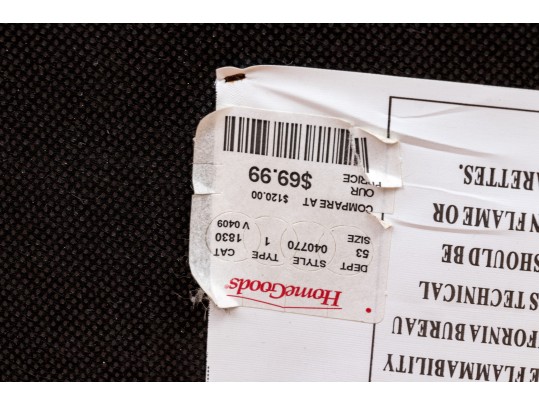 HomeGoods
DEPT STYLE TYPE CAT
53 040770 1 1830
SIZE V 0409
COMPARE AT $120.00
OUR
PRICE $69.99
E FLAMMABILITY
IFORNIA BUREAU
S TECHNICAL
SHOULD BE
N FLAME OR
ARETTES.